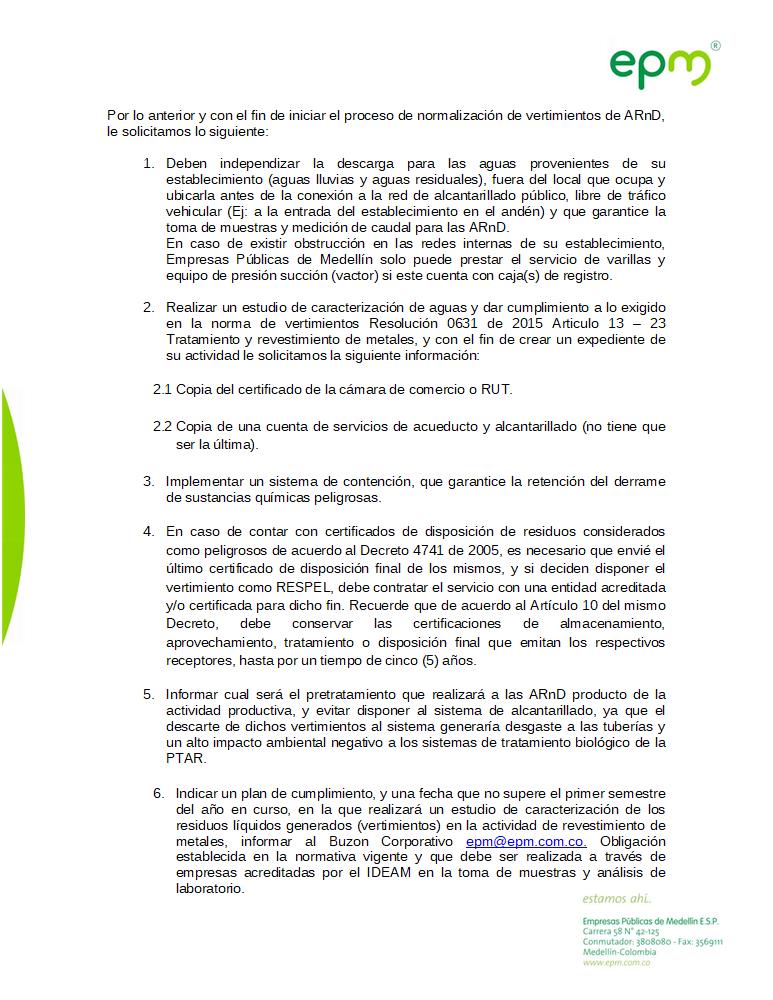 epm®
Por lo anterior y con el fin de iniciar el proceso de normalización de vertimientos de ARnD,
le solicitamos lo siguiente:
1. Deben independizar la descarga para las aguas provenientes de su
establecimiento (aguas lluvias y aguas residuales), fuera del local que ocupa y
ubicarla antes de la conexión a la red de alcantarillado público, libre de tráfico
vehicular (Ej: a la entrada del establecimiento en el andén) y que garantice la
toma de muestras y medición de caudal para las ARnD.
En caso de existir obstrucción en las redes internas de su establecimiento,
Empresas Públicas de Medellín solo puede prestar el servicio de varillas y
equipo de presión succión (vactor) si este cuenta con caja(s) de registro.
2. Realizar un estudio de caracterización de aguas y dar cumplimiento a lo exigido
en la norma de vertimientos Resolución 0631 de 2015 Articulo 13 – 23
Tratamiento y revestimiento de metales, y con el fin de crear un expediente de
su actividad le solicitamos la siguiente información:
2.1 Copia del certificado de la cámara de comercio o RUT.
2.2 Copia de una cuenta de servicios de acueducto y alcantarillado (no tiene que
ser la última).
3. Implementar un sistema de contención, que garantice la retención del derrame
de sustancias químicas peligrosas.
4. En caso de contar con certificados de disposición de residuos considerados
como peligrosos de acuerdo al Decreto 4741 de 2005, es necesario que envié el
último certificado de disposición final de los mismos, y si deciden disponer el
vertimiento como RESPEL, debe contratar el servicio con una entidad acreditada
y/o certificada para dicho fin. Recuerde que de acuerdo al Artículo 10 del mismo
Decreto, debe conservar las certificaciones de almacenamiento,
aprovechamiento, tratamiento o disposición final que emitan los respectivos
receptores, hasta por un tiempo de cinco (5) años.
5. Informar cual será el pretratamiento que realizará a las ARnD producto de la
actividad productiva, y evitar disponer al sistema de alcantarillado, ya que el
descarte de dichos vertimientos al sistema generaría desgaste a las tuberías y
un alto impacto ambiental negativo a los sistemas de tratamiento biológico de la
PTAR.
6. Indicar un plan de cumplimiento, y una fecha que no supere el primer semestre
del año en curso, en la que realizará un estudio de caracterización de los
residuos líquidos generados (vertimientos) en la actividad de revestimiento de
metales, informar al Buzon Corporativo epm@epm.com.co. Obligación
establecida en la normativa vigente y que debe ser realizada a través de
empresas acreditadas por el IDEAM en la toma de muestras y análisis de
laboratorio.
estamos ahí..
Empresas Públicas de Medellín E.S.P.
Carrera 58 N° 42-125
Conmutador: 3808080 - Fax: 3569111
Medellín-Colombia
www.epm.com.co